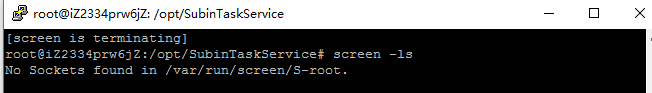 root@iZ2334prw6jZ: /opt/SubinTaskService
[screen is terminating]
root@iZ2334prw6jZ:/opt/SubinTaskService# screen -ls
No Sockets found in /var/run/screen/S-root.